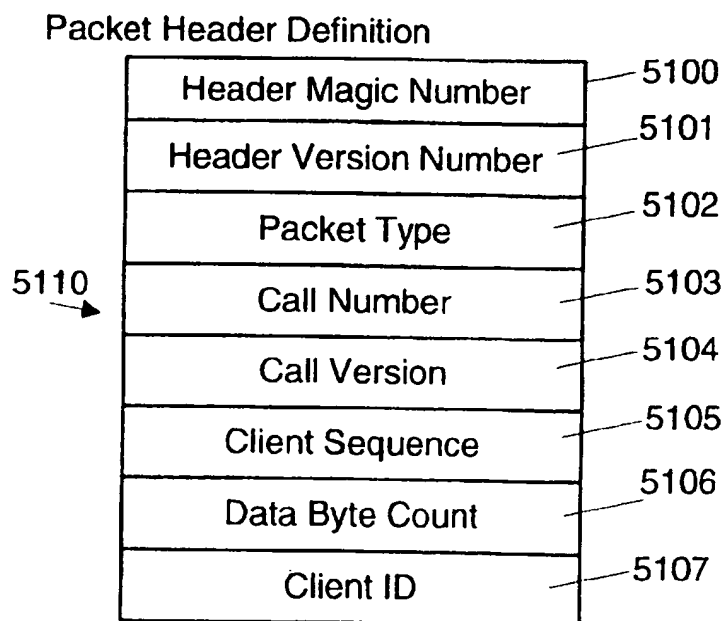 Packet Header Definition
Header Magic Number 5100
Header Version Number 5101
Packet Type 5102
5110 Call Number 5103
Call Version 5104
Client Sequence 5105
Data Byte Count 5106
Client ID 5107